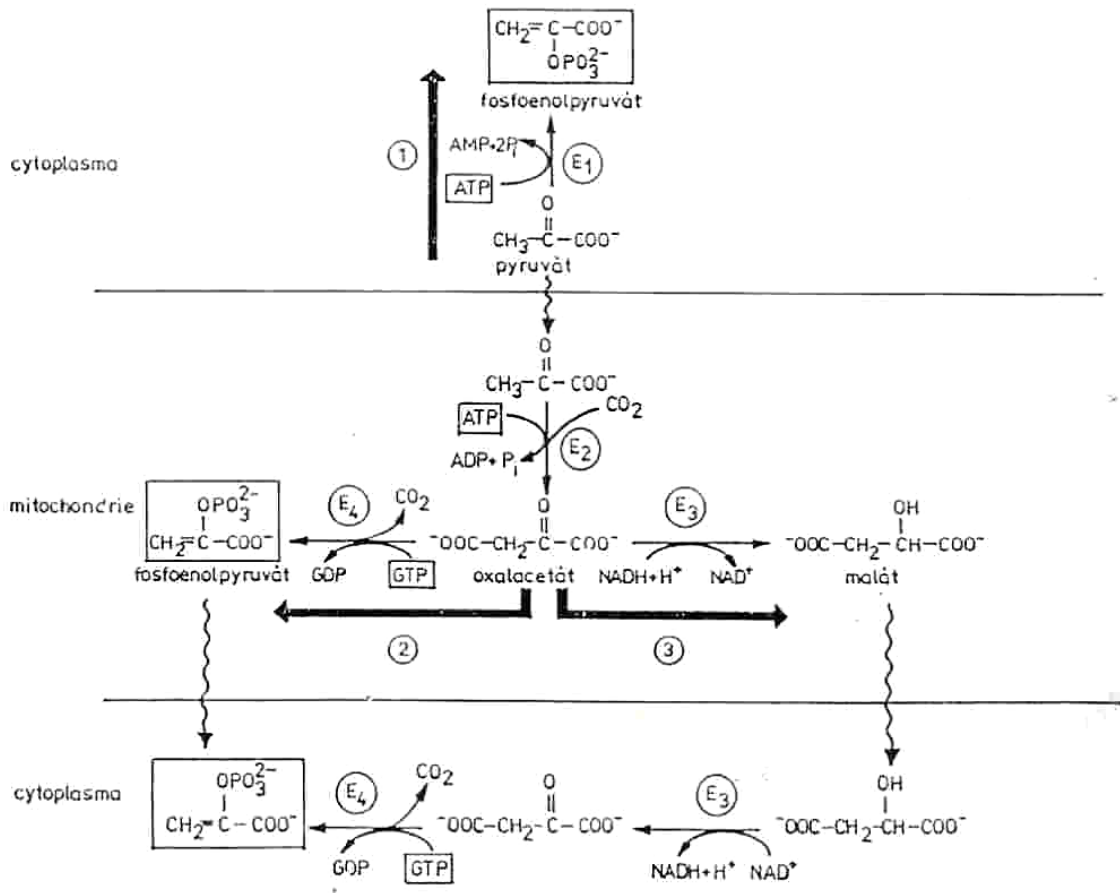 CH₂=C–COO⁻
OPO₃²⁻
fosfoenolpyruvát
AMP+2Pᵢ
E₁
1
cytoplasma
ATP
O
CH₃–C–COO⁻
pyruvát
O
CH₃–C–COO⁻
ATP
CO₂
E₂
ADP+Pᵢ
mitochondrie
OPO₃²⁻
CH₂=C–COO⁻
fosfoenolpyruvát
E₄
CO₂
GDP
GTP
O
⁻OOC–CH₂–C–COO⁻
oxalacetát
E₃
NADH+H⁺
NAD⁺
OH
⁻OOC–CH₂–CH–COO⁻
malát
2
3
cytoplasma
OPO₃²⁻
CH₂=C–COO⁻
E₄
CO₂
GDP
GTP
O
⁻OOC–CH₂–C–COO⁻
E₃
NADH+H⁺
NAD⁺
OH
⁻OOC–CH₂–CH–COO⁻